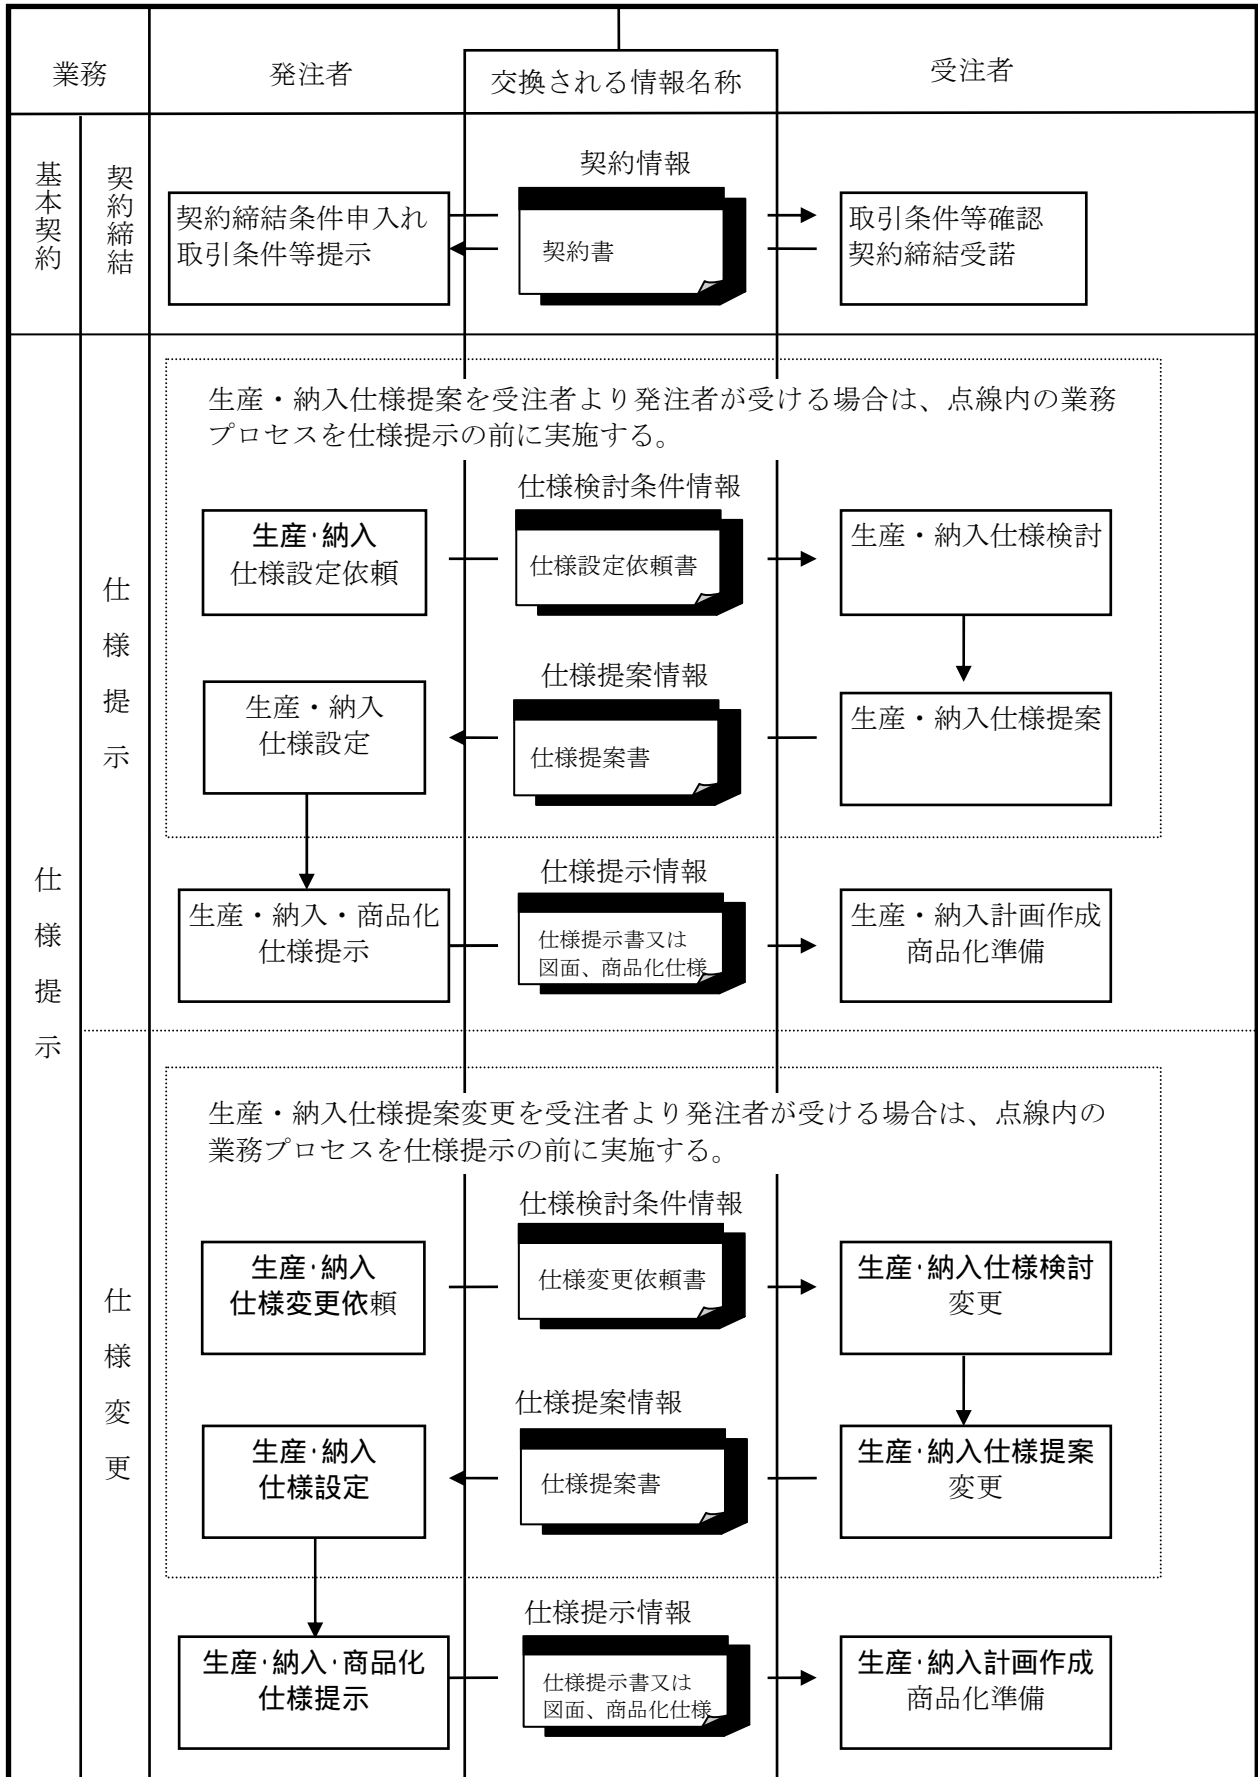 業務
発注者
交換される情報名称
受注者
基本契約
契約締結
契約情報
契約締結条件申入れ
取引条件等提示
契約書
取引条件等確認
契約締結受諾
仕様提示
仕様提示
生産・納入仕様提案を受注者より発注者が受ける場合は、点線内の業務
プロセスを仕様提示の前に実施する。
仕様検討条件情報
生産･納入
仕様設定依頼
仕様設定依頼書
生産・納入仕様検討
仕様提案情報
生産・納入
仕様設定
仕様提案書
生産・納入仕様提案
仕様提示情報
生産・納入・商品化
仕様提示
仕様提示書又は
図面、商品化仕様
生産・納入計画作成
商品化準備
仕様変更
生産・納入仕様提案変更を受注者より発注者が受ける場合は、点線内の
業務プロセスを仕様提示の前に実施する。
仕様検討条件情報
生産･納入
仕様変更依頼
仕様変更依頼書
生産･納入仕様検討
変更
仕様提案情報
生産･納入
仕様設定
仕様提案書
生産･納入仕様提案
変更
仕様提示情報
生産･納入･商品化
仕様提示
仕様提示書又は
図面、商品化仕様
生産･納入計画作成
商品化準備